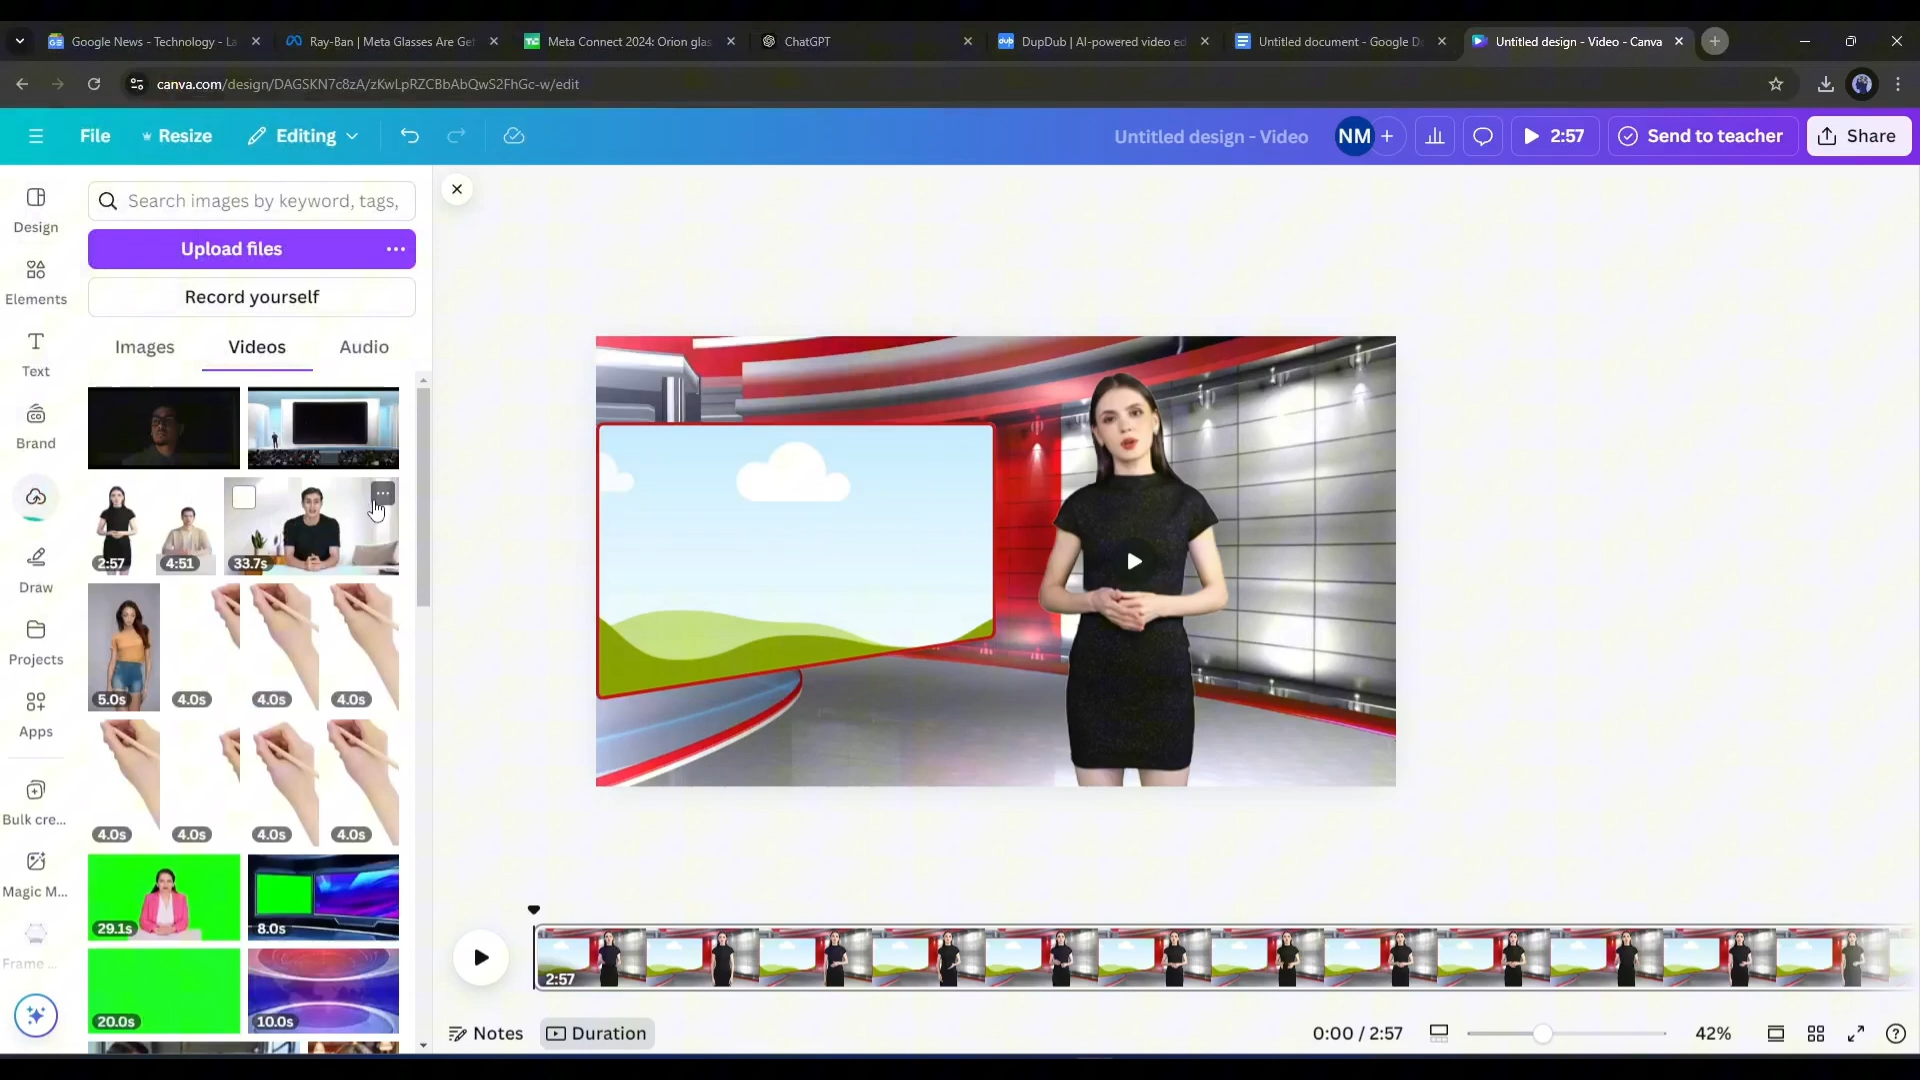 Google News - Technology - La
Ray-Ban | Meta Glasses Are Get
Meta Connect 2024: Orion glas
ChatGPT
DupDub | AI-powered video ed
Untitled document - Google D
Untitled design - Video - Canva
canva.com/design/DAGSKN7c8zA/zKwLpRZCBbAbQwS2FhGc-w/edit
File
Resize
Editing
Untitled design - Video
NM
2:57
Send to teacher
Share
Design
Elements
Text
Brand
Draw
Projects
Apps
Bulk cre...
Magic M...
Frame ...
Search images by keyword, tags,
Upload files
Record yourself
Images
Videos
Audio
2:57
4:51
33.7s
5.0s
4.0s
4.0s
4.0s
4.0s
4.0s
4.0s
4.0s
29.1s
8.0s
20.0s
10.0s
2:57
Notes
Duration
0:00 / 2:57
42%